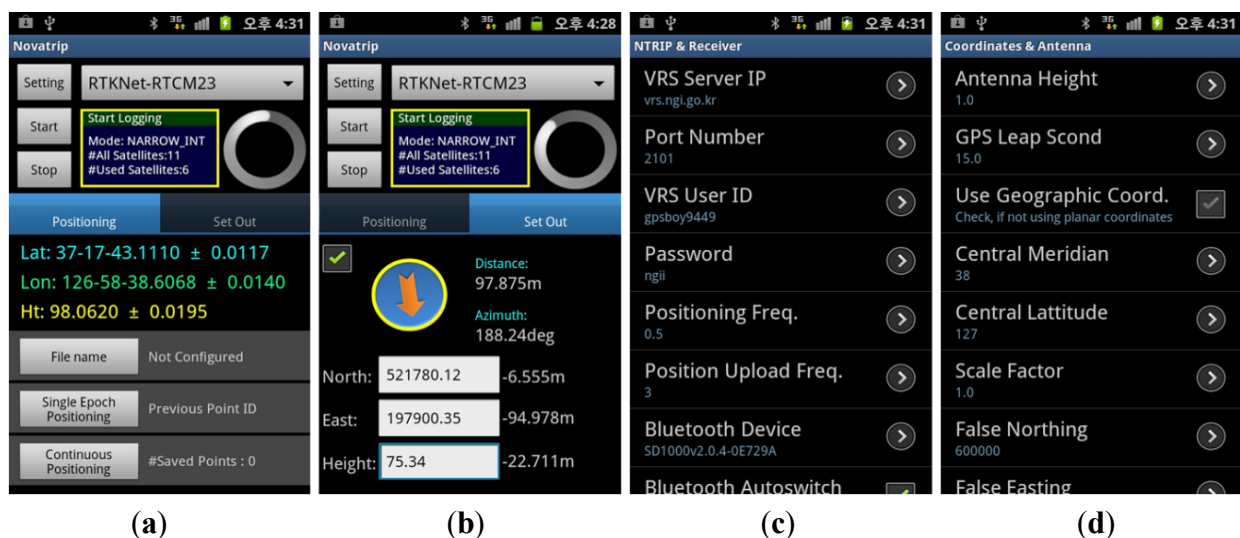 오후 4:31
Novatrip
Setting
RTKNet-RTCM23
Start
Stop
Start Logging
Mode: NARROW_INT
#All Satellites:11
#Used Satellites:6
Positioning
Set Out
Lat: 37-17-43.1110 ± 0.0117
Lon: 126-58-38.6068 ± 0.0140
Ht: 98.0620 ± 0.0195
File name
Not Configured
Single Epoch
Positioning
Previous Point ID
Continuous
Positioning
#Saved Points : 0
(a)
3G
오후 4:28
Novatrip
Setting
RTKNet-RTCM23
Start
Stop
Start Logging
Mode: NARROW_INT
#All Satellites:11
#Used Satellites:6
Positioning
Set Out
Distance:
97.875m
Azimuth:
188.24deg
North:
521780.12
-6.555m
East:
197900.35
-94.978m
Height:
75.34
-22.711m
(b)
3G
오후 4:31
NTRIP & Receiver
VRS Server IP
vrs.ngi.go.kr
Port Number
2101
VRS User ID
gpsboy9449
Password
ngii
Positioning Freq.
0.5
Position Upload Freq.
3
Bluetooth Device
SD1000v2.0.4-0E729A
Bluetooth Autoswitch
(c)
3G
오후 4:31
Coordinates & Antenna
Antenna Height
1.0
GPS Leap Scond
15.0
Use Geographic Coord.
Check, if not using planar coordinates
Central Meridian
38
Central Lattitude
127
Scale Factor
1.0
False Northing
600000
False Easting
(d)